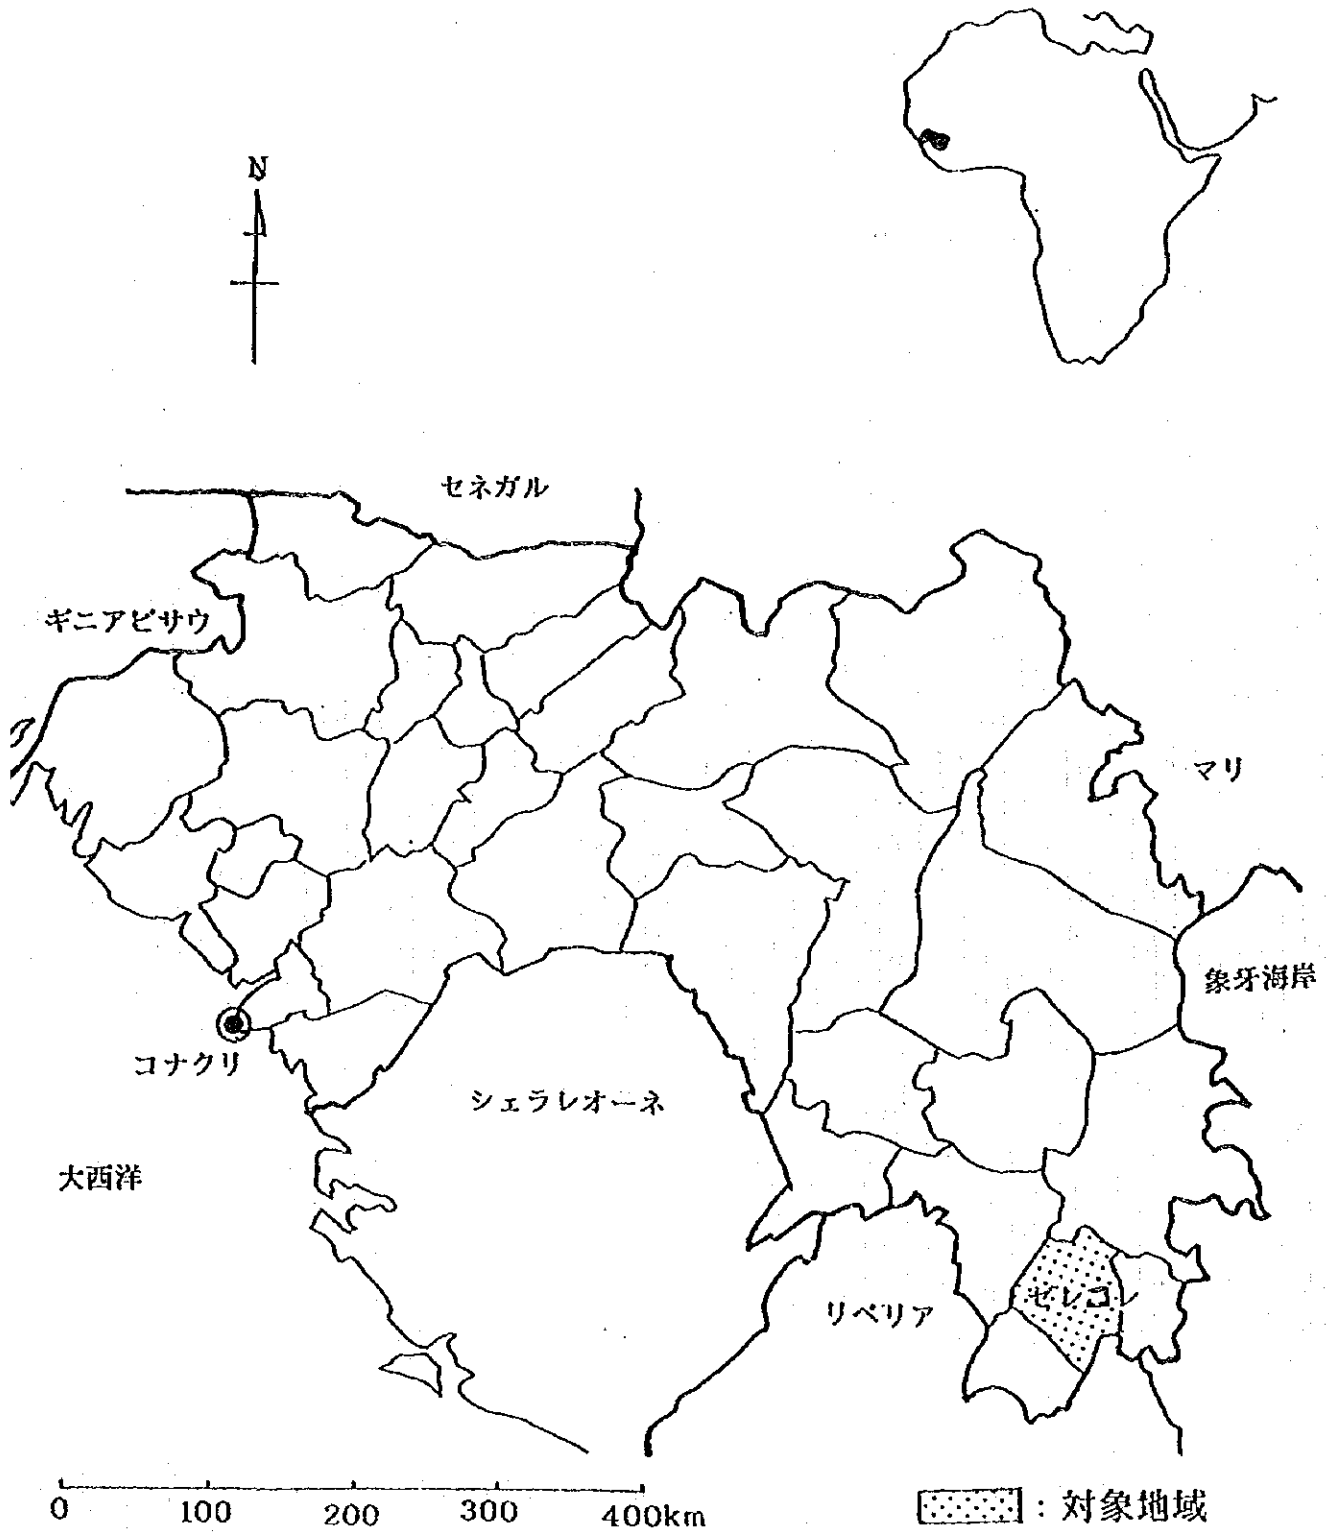 N
セネガル
ギニアビサウ
マリ
象牙海岸
コナクリ
シェラレオーネ
大西洋
ゼレコレ
リベリア
0 100 200 300 400km
：対象地域